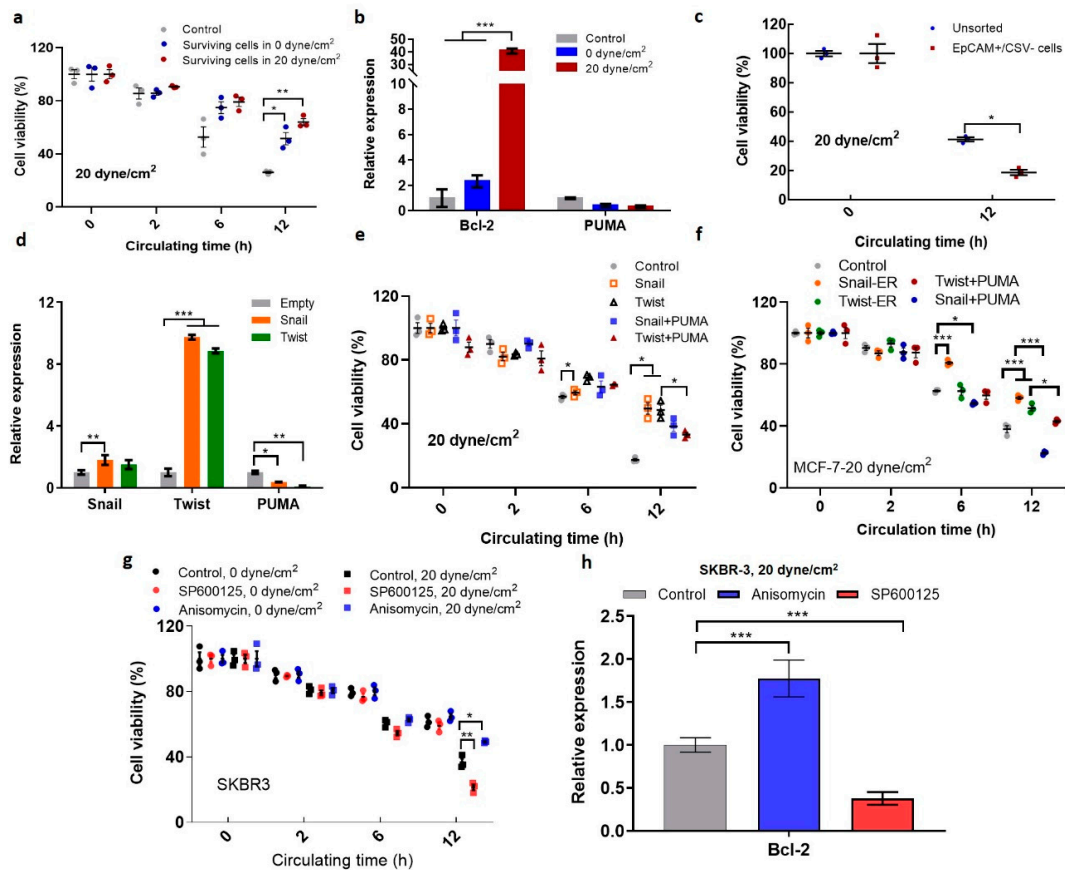 a
Control
Surviving cells in 0 dyne/cm²
Surviving cells in 20 dyne/cm²
Cell viability (%)
120
80
40
0
**
*
20 dyne/cm²
0 2 6 12
Circulating time (h)
b
Relative expression
50
40
30
20
10
8
6
4
2
0
***
Control
0 dyne/cm²
20 dyne/cm²
Bcl-2 PUMA
c
Unsorted
EpCAM+/CSV- cells
Cell viability (%)
120
80
40
0
*
20 dyne/cm²
0 12
Circulating time (h)
d
Relative expression
12
9
6
3
0
Empty
Snail
Twist
**
***
*
**
Snail Twist PUMA
e
Control
Snail
Twist
Snail+PUMA
Twist+PUMA
Cell viability (%)
120
80
40
0
*
*
*
20 dyne/cm²
0 2 6 12
Circulating time (h)
f
Control
Snail-ER
Twist-ER
Twist+PUMA
Snail+PUMA
Cell viability (%)
120
80
40
0
*
***
***
***
*
MCF-7-20 dyne/cm²
0 2 6 12
Circulation time (h)
g
Control, 0 dyne/cm²
SP600125, 0 dyne/cm²
Anisomycin, 0 dyne/cm²
Control, 20 dyne/cm²
SP600125, 20 dyne/cm²
Anisomycin, 20 dyne/cm²
Cell viability (%)
120
80
40
0
*
**
SKBR3
0 2 6 12
Circulating time (h)
h
SKBR-3, 20 dyne/cm²
Control Anisomycin SP600125
Relative expression
2.5
2.0
1.5
1.0
0.5
0.0
***
***
Bcl-2